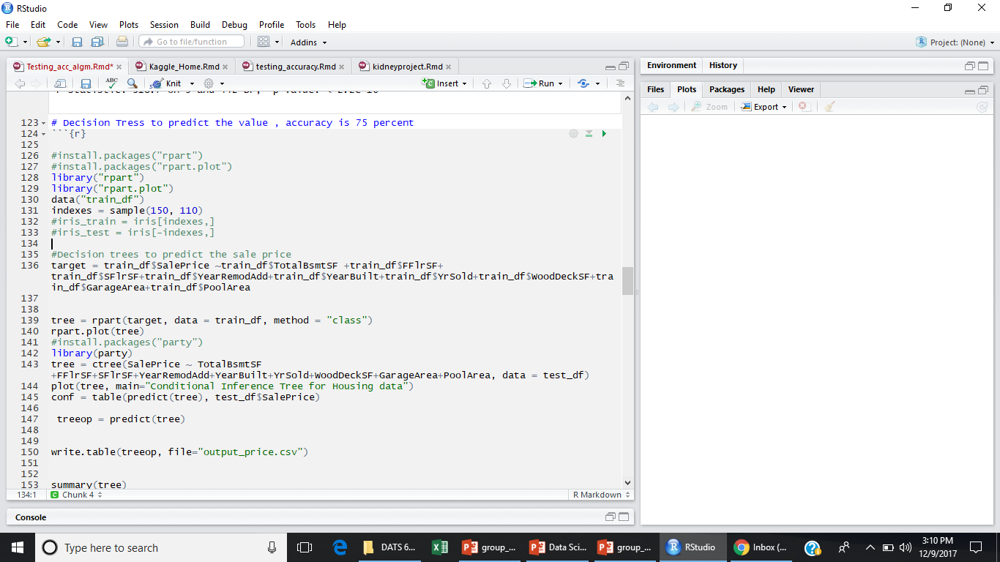 RStudio
File Edit Code View Plots Session Build Debug Profile Tools Help
Go to file/function Addins Project: (None)
Testing_acc_algm.Rmd* Kaggle_Home.Rmd testing_accuracy.Rmd kidneyproject.Rmd
ABC Knit Insert Run
123 # Decision Tress to predict the value , accuracy is 75 percent
124 ```{r}
125
126 #install.packages("rpart")
127 #install.packages("rpart.plot")
128 library("rpart")
129 library("rpart.plot")
130 data("train_df")
131 indexes = sample(150, 110)
132 #iris_train = iris[indexes,]
133 #iris_test = iris[-indexes,]
134
135 #Decision trees to predict the sale price
136 target = train_df$SalePrice ~train_df$TotalBsmtSF +train_df$FFlrSF+
train_df$SFlrSF+train_df$YearRemodAdd+train_df$YearBuilt+train_df$YrSold+train_df$WoodDeckSF+tra
in_df$GarageArea+train_df$PoolArea
137
138
139 tree = rpart(target, data = train_df, method = "class")
140 rpart.plot(tree)
141 #install.packages("party")
142 library(party)
143 tree = ctree(SalePrice ~ TotalBsmtSF
+FFlrSF+SFlrSF+YearRemodAdd+YearBuilt+YrSold+WoodDeckSF+GarageArea+PoolArea, data = test_df)
144 plot(tree, main="Conditional Inference Tree for Housing data")
145 conf = table(predict(tree), test_df$SalePrice)
146
147 treeop = predict(tree)
148
149
150 write.table(treeop, file="output_price.csv")
151
152
153 summary(tree)
134:1 C Chunk 4 R Markdown
Console
Environment History
Files Plots Packages Help Viewer
Zoom Export
Type here to search
DATS 6...
group_...
Data Sci...
group_...
RStudio
Inbox (...
3:10 PM
12/9/2017